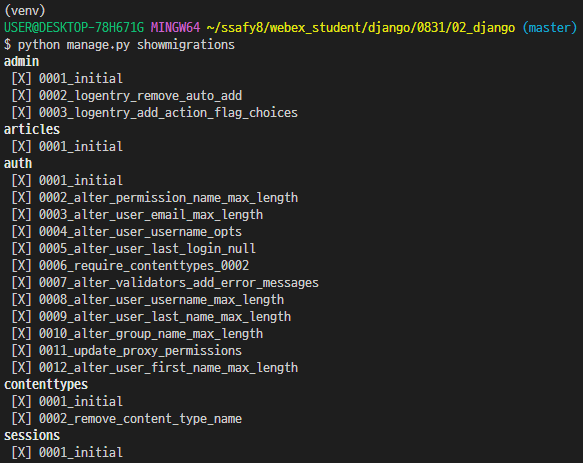 (venv)
USER@DESKTOP-78H671G MINGW64 ~/ssafy8/webex_student/django/0831/02_django (master)
$ python manage.py showmigrations
admin
 [X] 0001_initial
 [X] 0002_logentry_remove_auto_add
 [X] 0003_logentry_add_action_flag_choices
articles
 [X] 0001_initial
auth
 [X] 0001_initial
 [X] 0002_alter_permission_name_max_length
 [X] 0003_alter_user_email_max_length
 [X] 0004_alter_user_username_opts
 [X] 0005_alter_user_last_login_null
 [X] 0006_require_contenttypes_0002
 [X] 0007_alter_validators_add_error_messages
 [X] 0008_alter_user_username_max_length
 [X] 0009_alter_user_last_name_max_length
 [X] 0010_alter_group_name_max_length
 [X] 0011_update_proxy_permissions
 [X] 0012_alter_user_first_name_max_length
contenttypes
 [X] 0001_initial
 [X] 0002_remove_content_type_name
sessions
 [X] 0001_initial